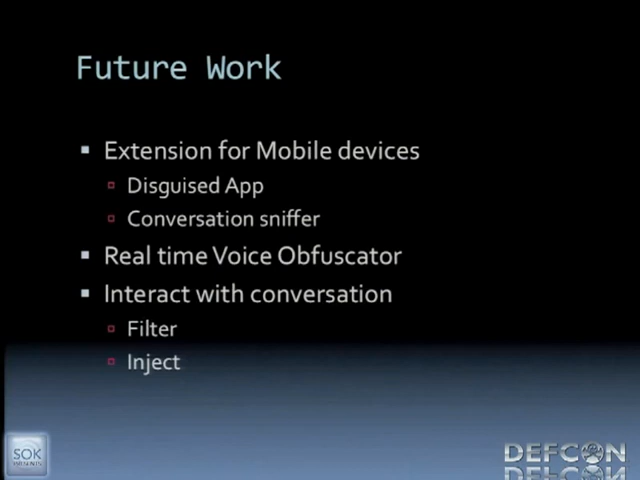 Future Work
Extension for Mobile devices
Disguised App
Conversation sniffer
Real time Voice Obfuscator
Interact with conversation
Filter
Inject
SOK
PRESENTS
DEFCON